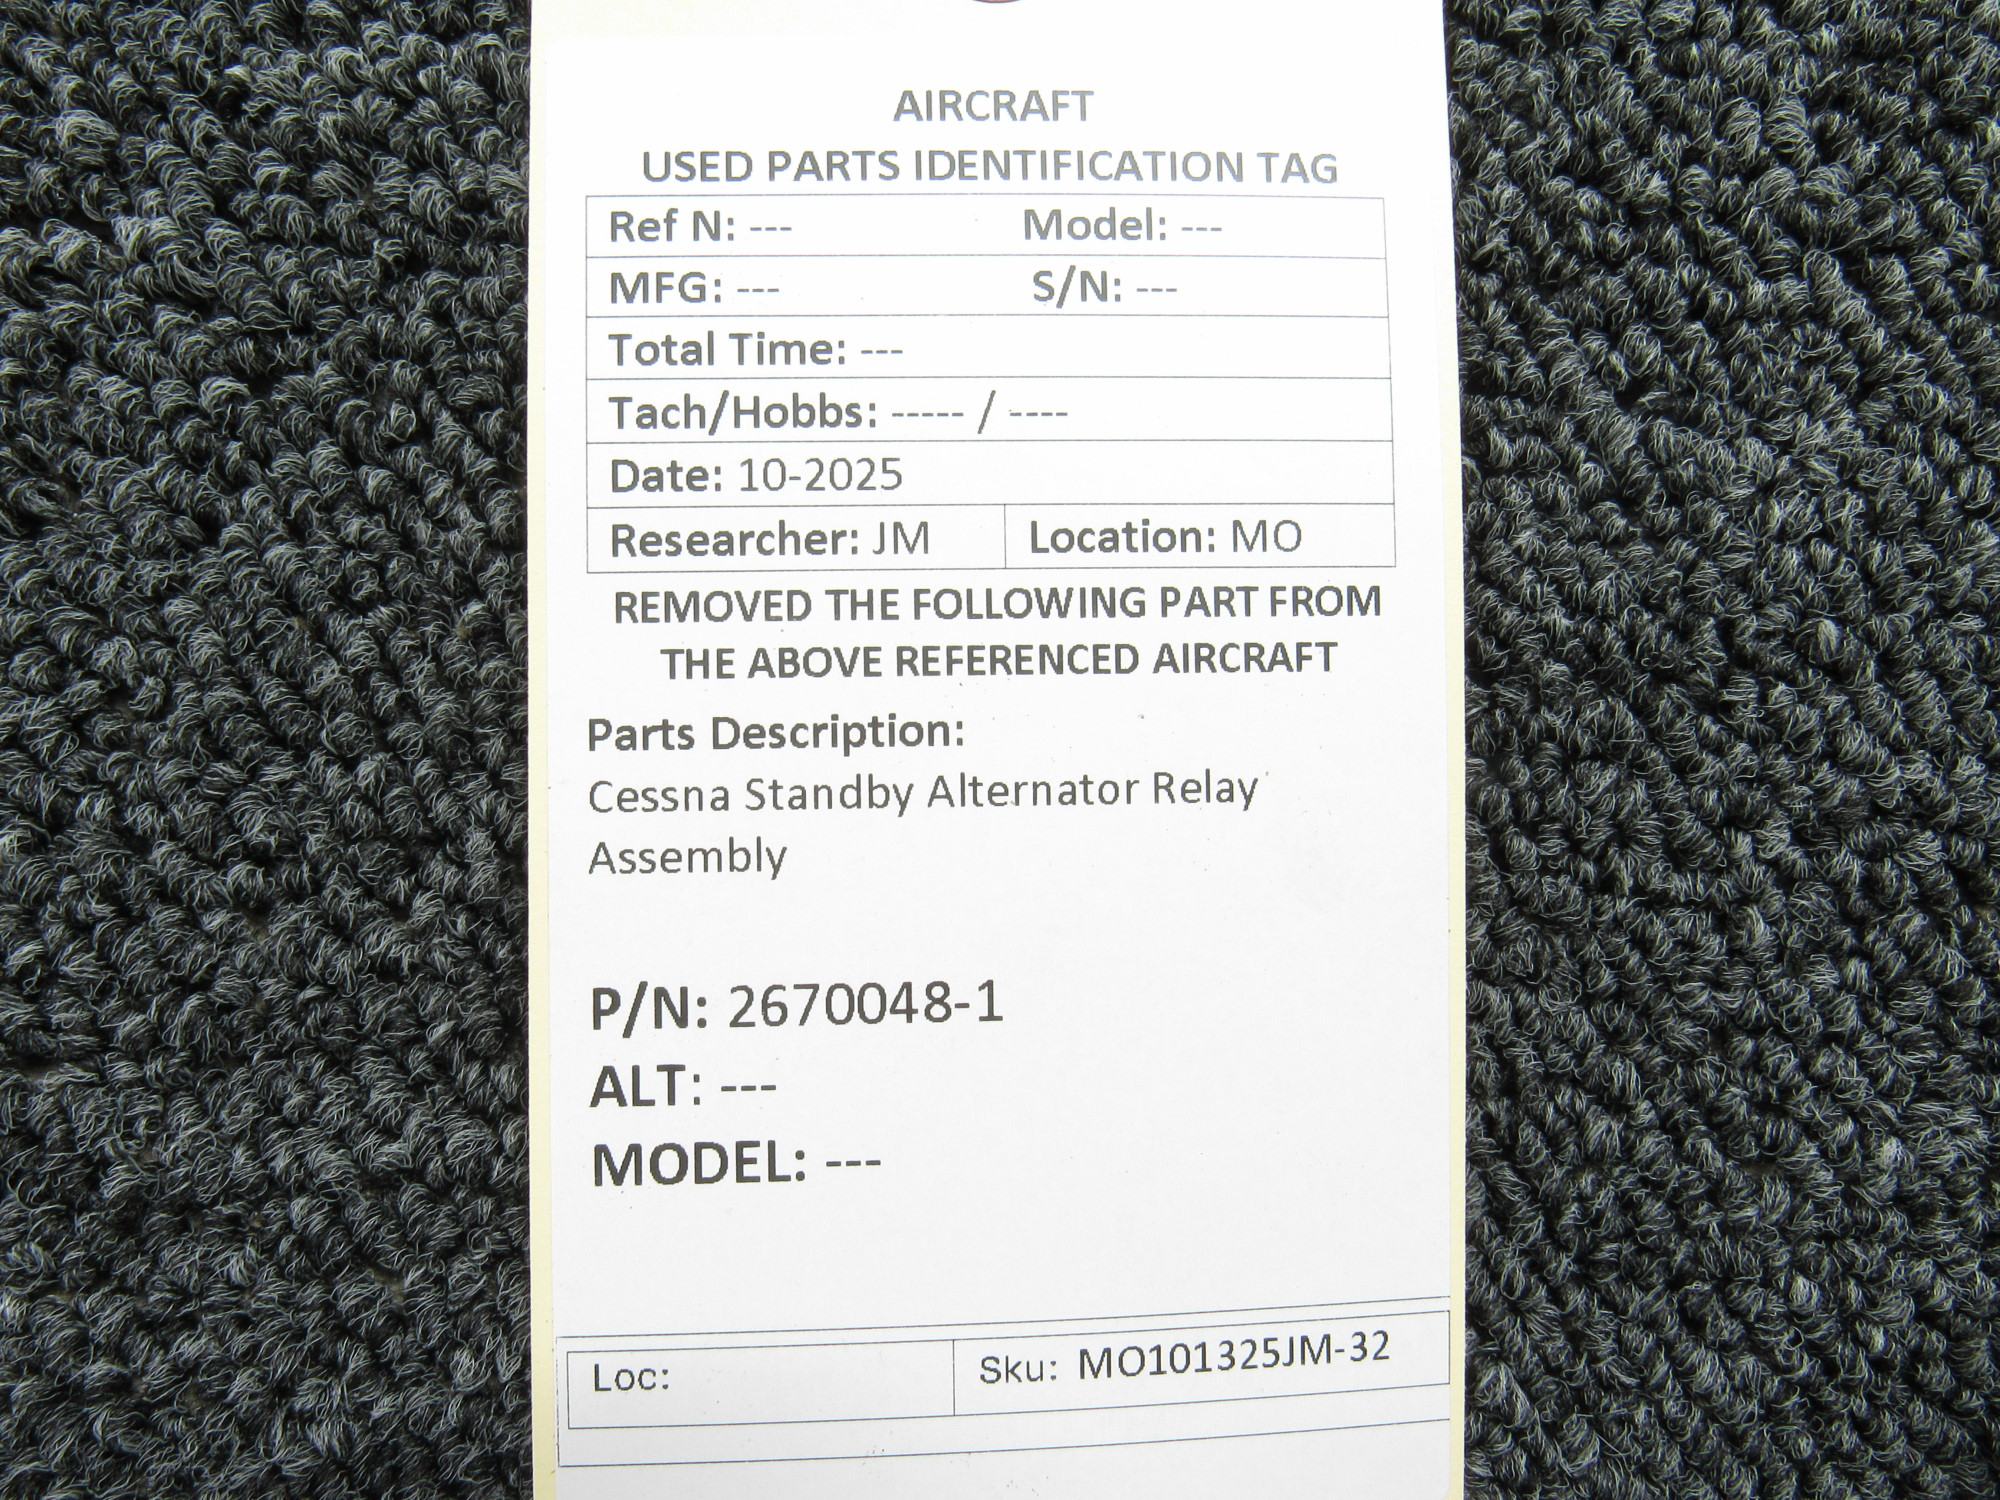 AIRCRAFT
USED PARTS IDENTIFICATION TAG
Ref N: --- Model: ---
MFG: --- S/N: ---
Total Time: ---
Tach/Hobbs: ----- / ----
Date: 10-2025
Researcher: JM Location: MO
REMOVED THE FOLLOWING PART FROM
THE ABOVE REFERENCED AIRCRAFT
Parts Description:
Cessna Standby Alternator Relay
Assembly
P/N: 2670048-1
ALT: ---
MODEL: ---
Loc: Sku: MO101325JM-32